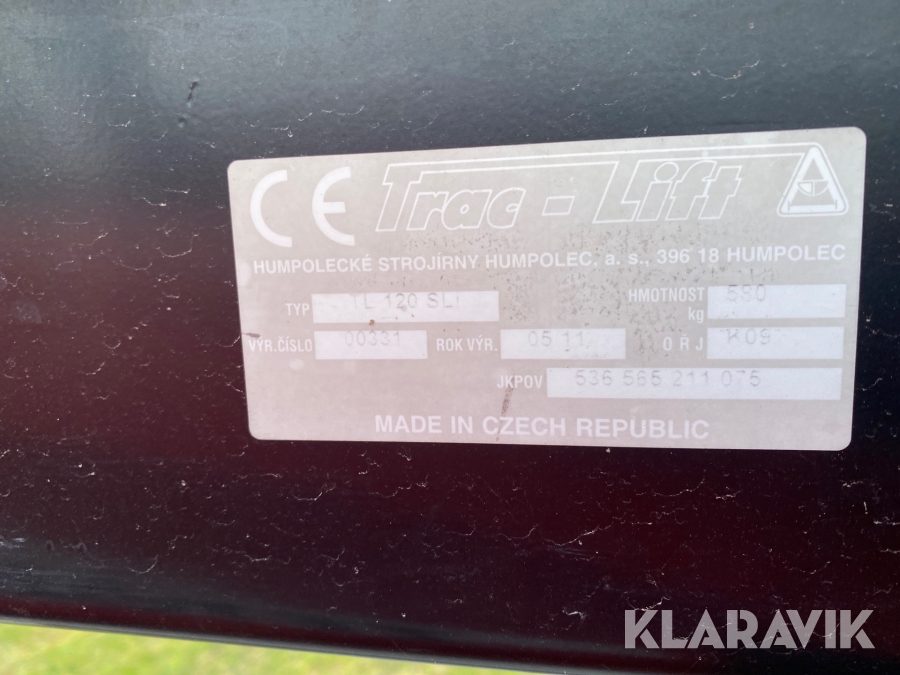 CE Trac-Lift
HUMPOLECKÉ STROJÍRNY HUMPOLEC, a. s., 396 18 HUMPOLEC
TYP TL 120 SLI HMOTNOST kg 580
VÝR.ČÍSLO 00331 ROK VÝR. 05 11 OŘJ K09
JKPOV 536 565 211 075
MADE IN CZECH REPUBLIC
KLARAVIK